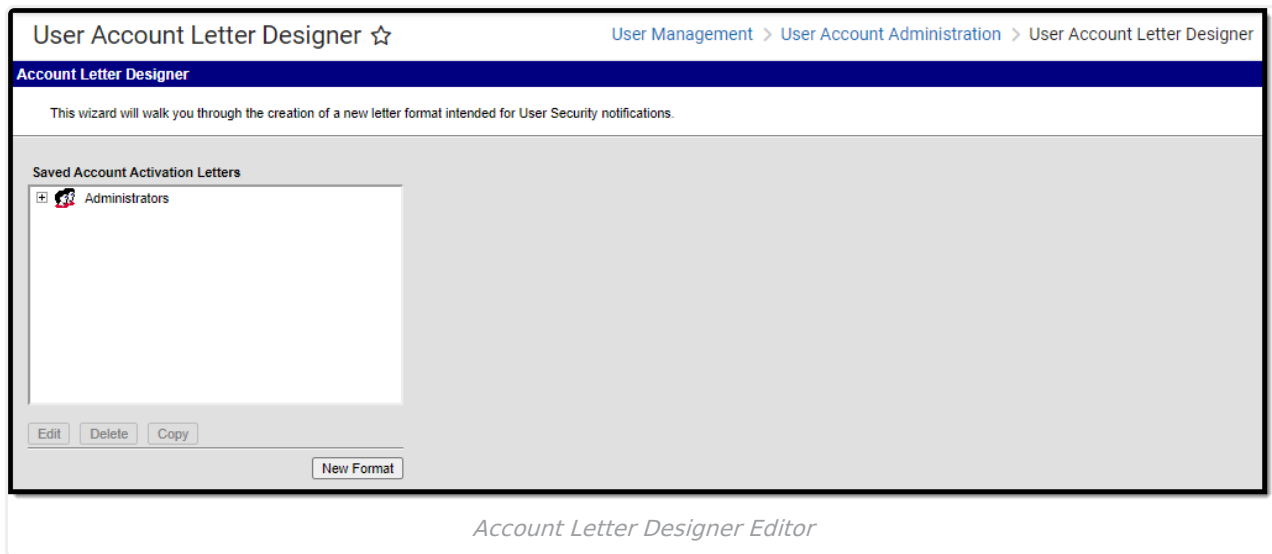 User Account Letter Designer
User Management > User Account Administration > User Account Letter Designer
Account Letter Designer
This wizard will walk you through the creation of a new letter format intended for User Security notifications.
Saved Account Activation Letters
Administrators
Edit Delete Copy
New Format
Account Letter Designer Editor